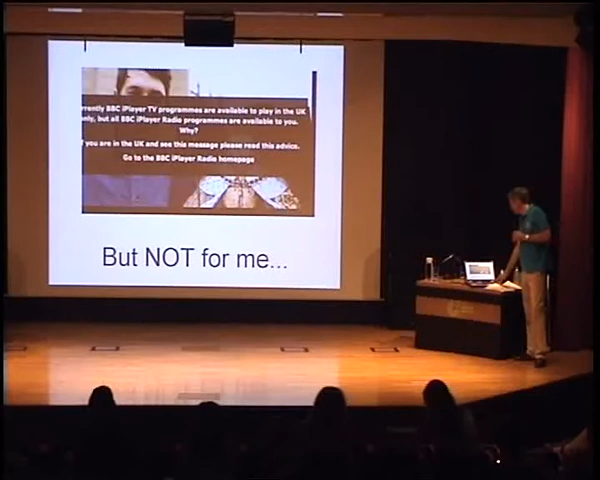 rrently BBC iPlayer TV programmes are available to play in the UK
nly, but all BBC iPlayer Radio programmes are available to you.
Why?
you are in the UK and see this message please read this advice.
Go to the BBC iPlayer Radio homepage
But NOT for me...